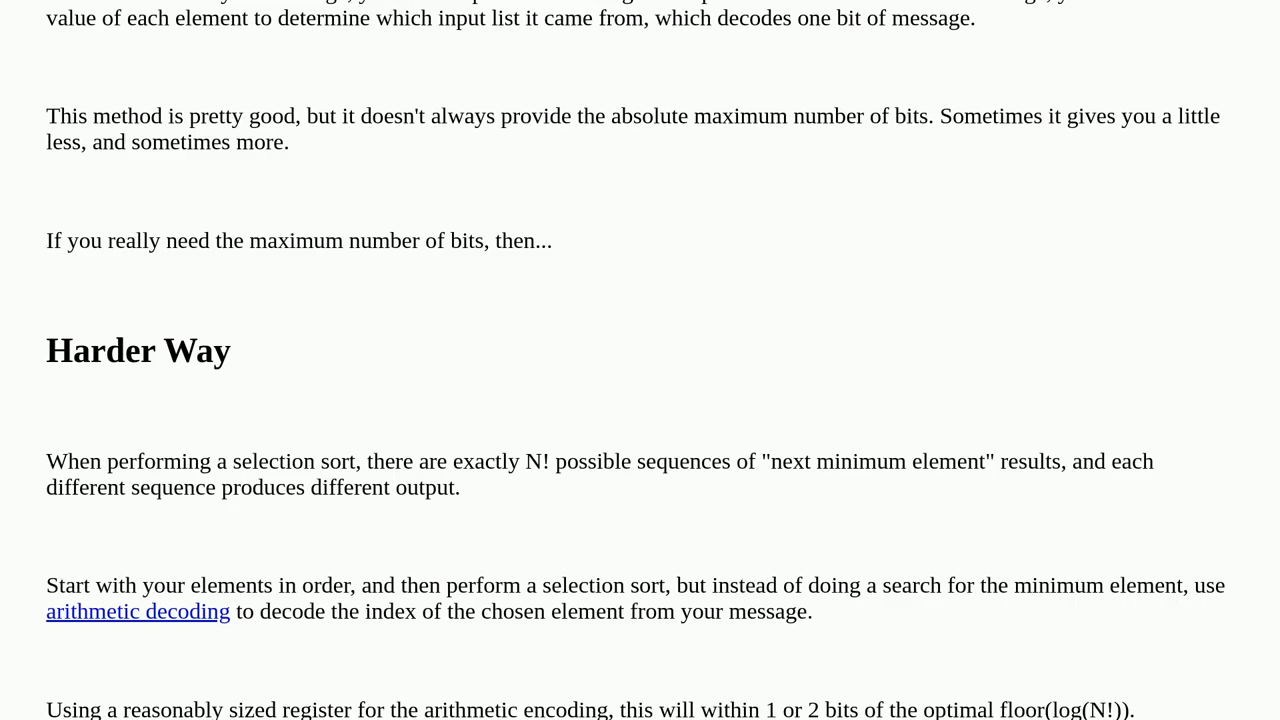 value of each element to determine which input list it came from, which decodes one bit of message.
This method is pretty good, but it doesn't always provide the absolute maximum number of bits. Sometimes it gives you a little
less, and sometimes more.
If you really need the maximum number of bits, then...
Harder Way
When performing a selection sort, there are exactly N! possible sequences of "next minimum element" results, and each
different sequence produces different output.
Start with your elements in order, and then perform a selection sort, but instead of doing a search for the minimum element, use
arithmetic decoding to decode the index of the chosen element from your message.
Using a reasonably sized register for the arithmetic encoding, this will within 1 or 2 bits of the optimal floor(log(N!)).